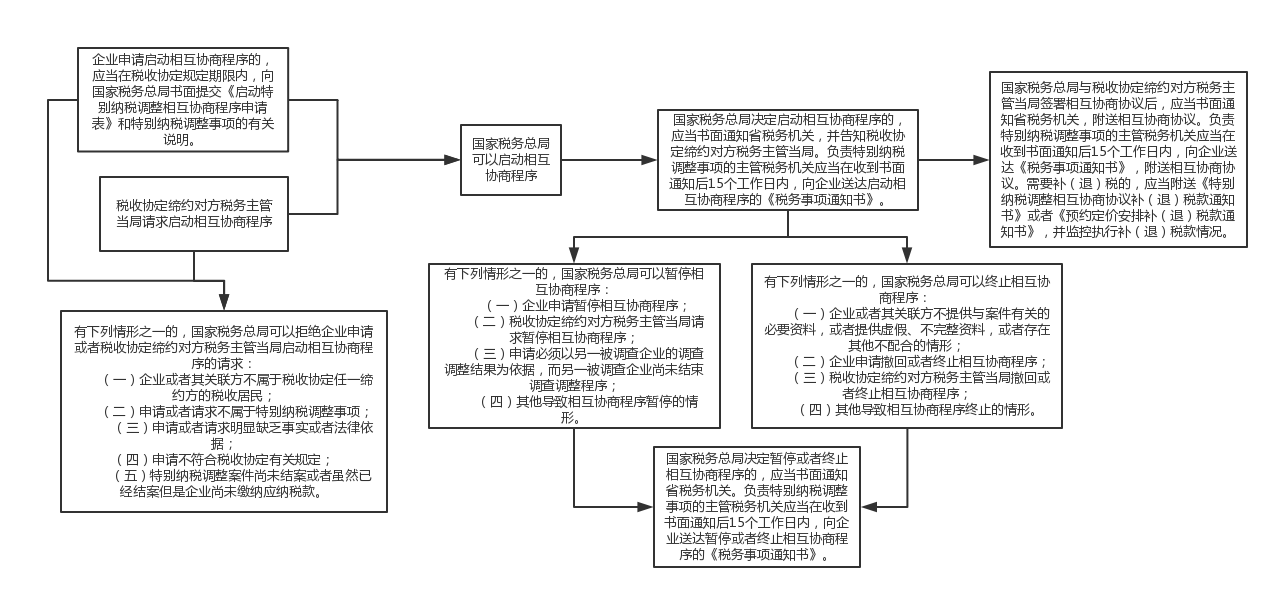 企业申请启动相互协商程序的，
应当在税收协定规定期限内，向
国家税务总局书面提交《启动特
别纳税调整相互协商程序申请
表》和特别纳税调整事项的有关
说明。
税收协定缔约对方税务主管
当局请求启动相互协商程序
国家税务总局
可以启动相互
协商程序
国家税务总局决定启动相互协商程序的，
应当书面通知省税务机关，并告知税收协
定缔约对方税务主管当局。负责特别纳税
调整事项的主管税务机关应当在收到书面
通知后15个工作日内，向企业送达启动相
互协商程序的《税务事项通知书》。
国家税务总局与税收协定缔约对方税务主
管当局签署相互协商协议后，应当书面通
知省税务机关，附送相互协商协议。负责
特别纳税调整事项的主管税务机关应当在
收到书面通知后15个工作日内，向企业送
达《税务事项通知书》，附送相互协商协
议。需要补（退）税的，应当附送《特别
纳税调整相互协商协议补（退）税款通知
书》或者《预约定价安排补（退）税款通
知书》，并监控执行补（退）税款情况。
有下列情形之一的，国家税务总局可以拒绝企业申请
或者税收协定缔约对方税务主管当局启动相互协商程
序的请求：
（一）企业或者其关联方不属于税收协定任一缔
约方的税收居民；
（二）申请或者请求不属于特别纳税调整事项；
（三）申请或者请求明显缺乏事实或者法律依
据；
（四）申请不符合税收协定有关规定；
（五）特别纳税调整案件尚未结案或者虽然已
经结案但是企业尚未缴纳应纳税款。
有下列情形之一的，国家税务总局可以暂停相
互协商程序：
（一）企业申请暂停相互协商程序；
（二）税收协定缔约对方税务主管当局请
求暂停相互协商程序；
（三）申请必须以另一被调查企业的调查
调整结果为依据，而另一被调查企业尚未结束
调查调整程序；
（四）其他导致相互协商程序暂停的情
形。
有下列情形之一的，国家税务总局可以终止相互协
商程序：
（一）企业或者其关联方不提供与案件有关的
必要资料，或者提供虚假、不完整资料，或者存在
其他不配合的情形；
（二）企业申请撤回或者终止相互协商程序；
（三）税收协定缔约对方税务主管当局撤回或
者终止相互协商程序；
（四）其他导致相互协商程序终止的情形。
国家税务总局决定暂停或者终止
相互协商程序的，应当书面通知
省税务机关。负责特别纳税调整
事项的主管税务机关应当在收到
书面通知后15个工作日内，向企
业送达暂停或者终止相互协商程
序的《税务事项通知书》。